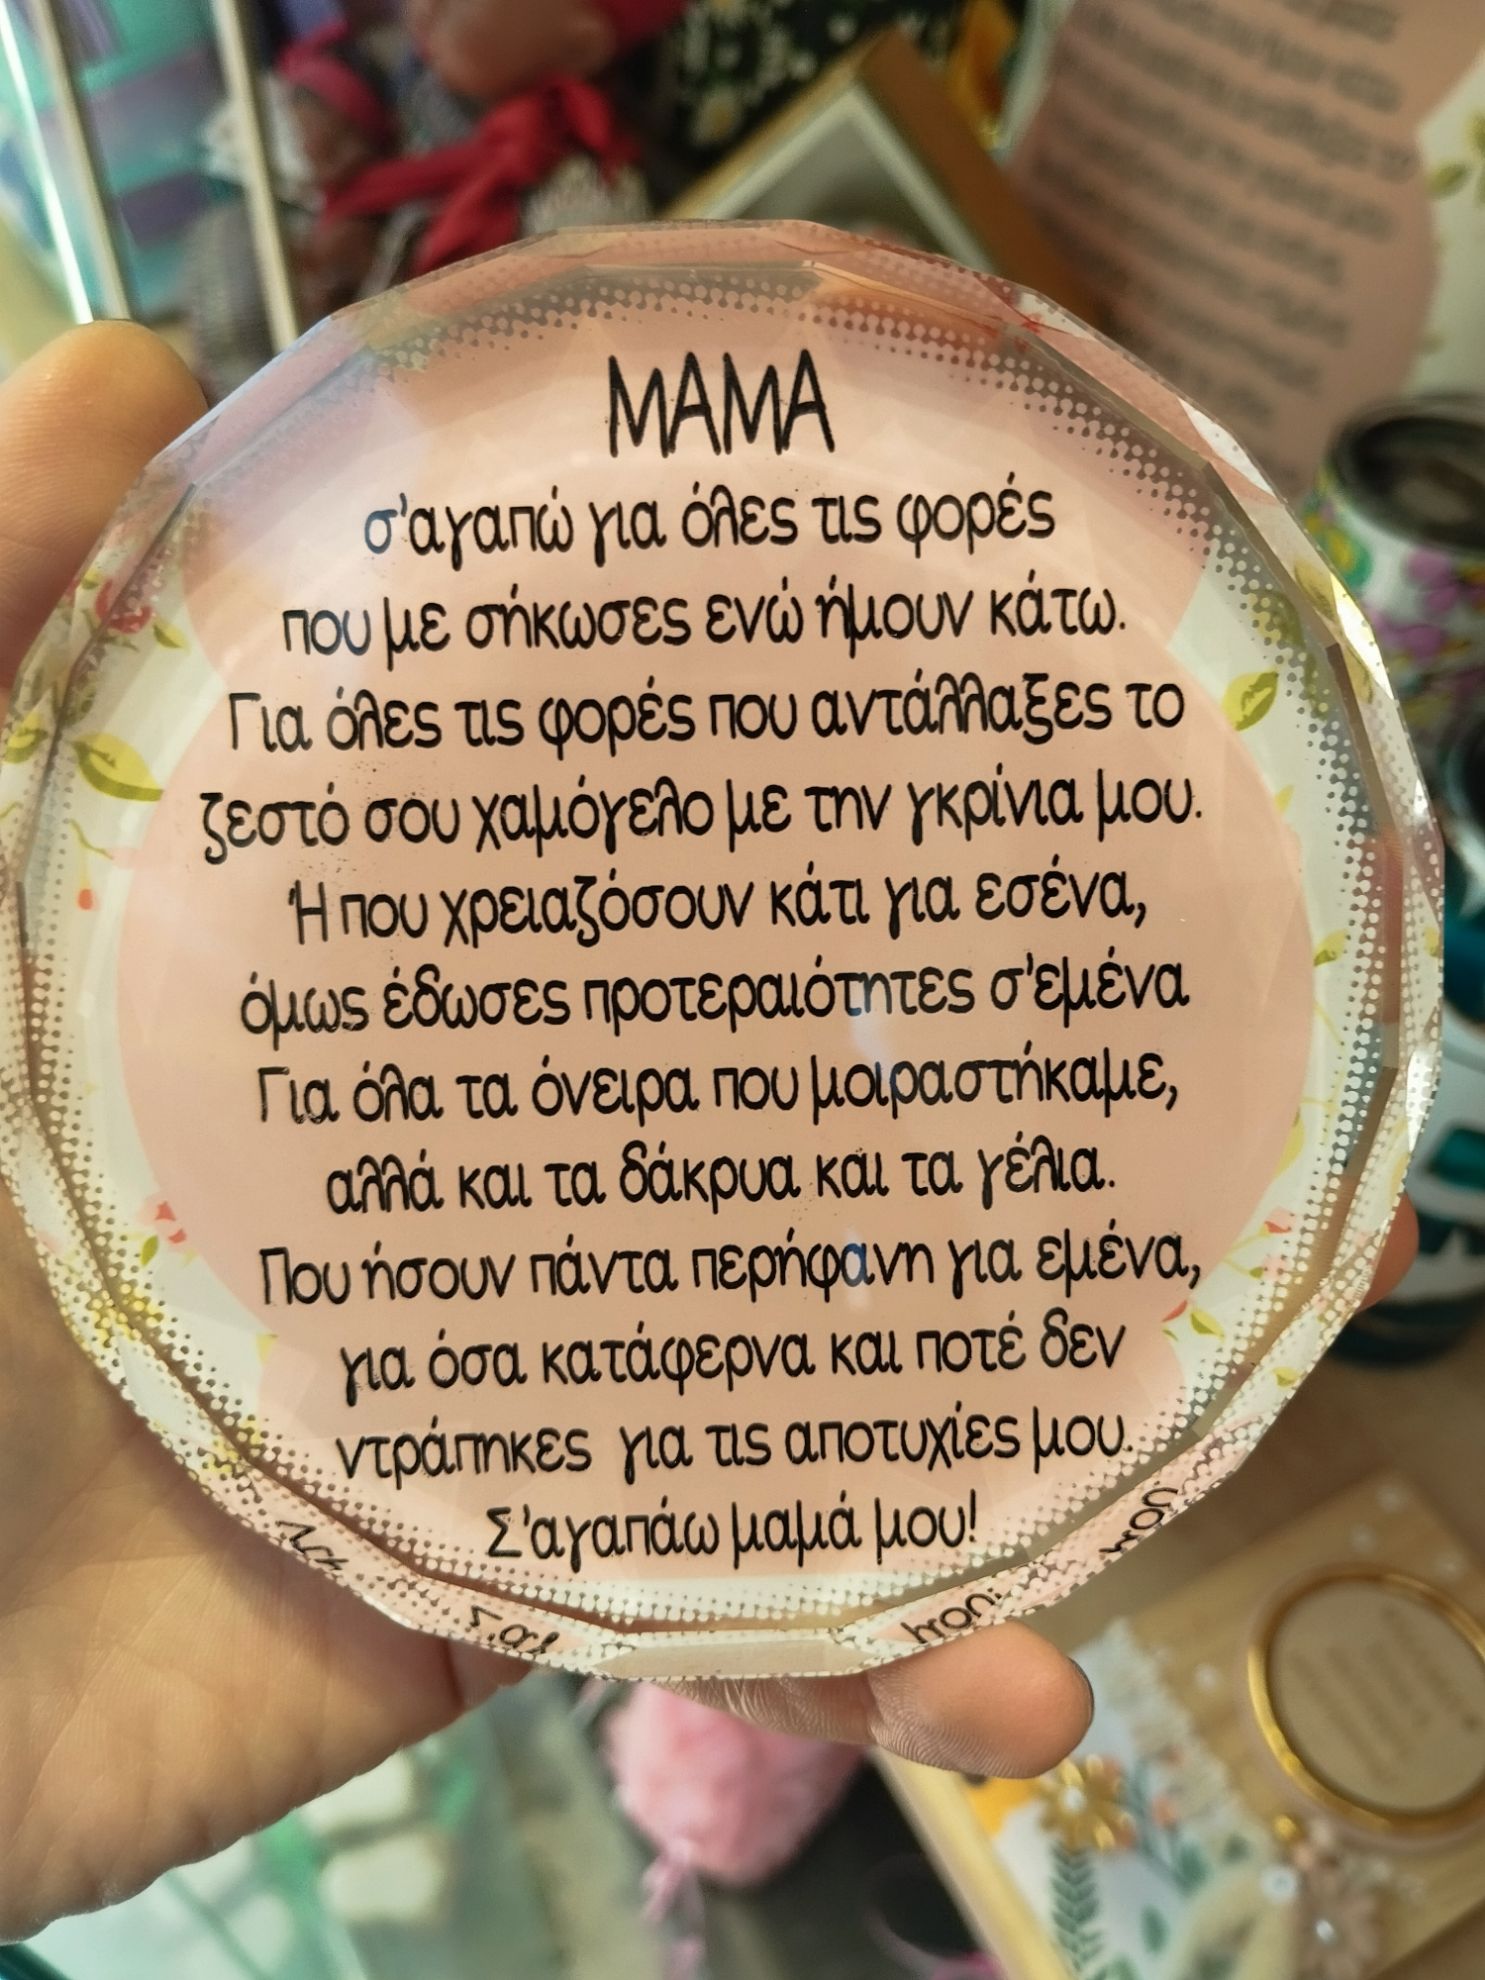 ΜΑΜΑ
σ'αγαπώ για όλες τις φορές
που με σήκωσες ενώ ήμουν κάτω.
Για όλες τις φορές που αντάλλαξες το
ζεστό σου χαμόγελο με την γκρίνια μου.
Ή που χρειαζόσουν κάτι για εσένα,
όμως έδωσες προτεραιότητες σ'εμένα
Για όλα τα όνειρα που μοιραστήκαμε,
αλλά και τα δάκρυα και τα γέλια.
Που ήσουν πάντα περήφανη για εμένα,
για όσα κατάφερνα και ποτέ δεν
ντράπηκες για τις αποτυχίες μου.
Σ'αγαπάω μαμά μου!